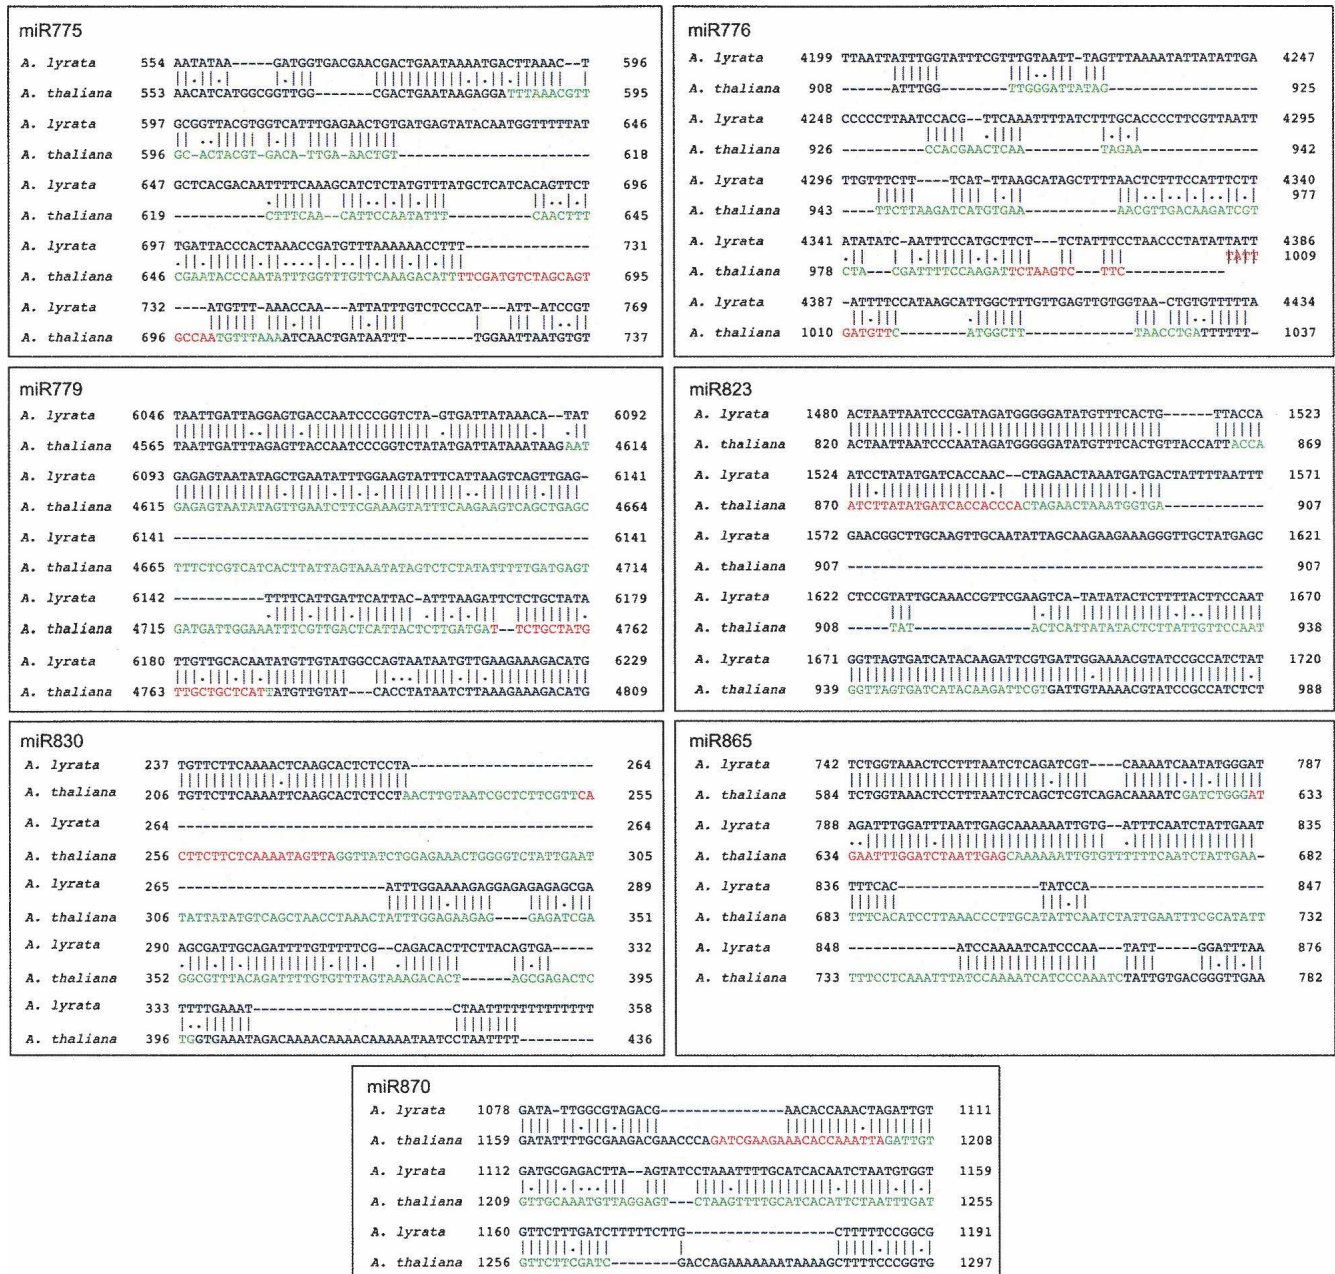 miR775
A. lyrata 554 AATATAA-----GATGGTGACGAACGACTGAATAAAATGACTTAAAC--T 596
A. thaliana 553 AACATCATGGCGGTTGG-------CGACTGAATAAGAGGATTTAAACGTT 595
A. lyrata 597 GCGGTTACGTGGTCATTTGAGAACTGTGATGAGTATACAATGGTTTTTAT 646
A. thaliana 596 GC-ACTACGT-GACA-TTGA-AACTGT----------------------- 618
A. lyrata 647 GCTCACGACAATTTTCAAAGCATCTCTATGTTTATGCTCATCACAGTTCT 696
A. thaliana 619 -----------CTTTCAA--CATTCCAATATTT----------CAACTTT 645
A. lyrata 697 TGATTACCCACTAAACCGATGTTTAAAAAACCTTT--------------- 731
A. thaliana 646 CGAATACCCAATATTTGGTTTGTTCAAAGACATTTTCGATGTCTAGCAGT 695
A. lyrata 732 ----ATGTTT-AAACCAA--ATTATTTGTCTCCCAT---ATT-ATCCGT 769
A. thaliana 696 GCCAATGTTTAAAATCAACTGATAATTT---------TGGAATTAATGTGT 737
miR776
A. lyrata 4199 TTAATTATTTGGTATTTCGTTTGTAATT-TAGTTTAAAATATTATATTGA 4247
A. thaliana 908 ------ATTTGG--------TTGGGATTATAG------------------ 925
A. lyrata 4248 CCCCCTTAATCCACG--TTCAAATTTTATCTTTGCACCCCTTCGTTAATT 4295
A. thaliana 926 ----------CCACGAACTCAA----------TAGAA------------- 942
A. lyrata 4296 TTGTTTCTT----TCAT--TTAAGCATAGCTTTTAACTCTTTCCATTTCTT 4340
A. thaliana 943 ----TTCTTAAGATCATGTGAA-----------AACGTTGACAAGATCGT 977
A. lyrata 4341 ATATATC-AATTTCCATGCTTCT---TCTATTTCCTAACCCTATATTATT 4386
A. thaliana 978 CTA---CGATTTTCCAAGATTCTAAGTC--TTC------------TATT 1009
A. lyrata 4387 -ATTTTCCATAAGCATTGGCTTTGTTGAGTTGTGGTAA-CTGTGTTTTTA 4434
A. thaliana 1010 GATGTTC--------ATGGCTT-------------TAACCTGATTTTTT- 1037
miR779
A. lyrata 6046 TAATTGATTAGGAGTGACCAATCCCGGTCTA-GTGATTATAAACA--TAT 6092
A. thaliana 4565 TAATTGATTTAGAGTTACCAATCCCGGTCTATATGATTATAAATAAGAAT 4614
A. lyrata 6093 GAGAGTAATATAGCTGAATATTTGGAAGTATTTCATTAAGTCAGTTGAG- 6141
A. thaliana 4615 GAGAGTAATATAGTTGAATCTTCGAAAGTATTTCAAGAAGTCAGCTGAGC 4664
A. lyrata 6141 -------------------------------------------------- 6141
A. thaliana 4665 TTTCTCGTCATCACTTATTAGTAAATATAGTCTCTATATTTTTGATGAGT 4714
A. lyrata 6142 -----------TTTTCATTGATTCATTAC-ATTTAAGATTCTCTGCTATA 6179
A. thaliana 4715 GATGATTGGAAATTTCGTTGACTCATTACTCTTGATGAT--TCTGCTATG 4762
A. lyrata 6180 TTGTTGCACAATATGTTGTATGGCCAGTAATAATGTTGAAGAAAGACATG 6229
A. thaliana 4763 TTGCTGCTCATTATGTTGTAT---CACCTATAATCTTAAAGAAAGACATG 4809
miR823
A. lyrata 1480 ACTAATTAATCCCGATAGATGGGGGATATGTTTCACTG------TTACCA 1523
A. thaliana 820 ACTAATTAATCCCAATAGATGGGGGATATGTTTCACTGTTACCATTACCA 869
A. lyrata 1524 ATCCTATATGATCACCAAC--CTAGAACTAAATGATGACTATTTTAATTT 1571
A. thaliana 870 ATCTTATATGATCACCACCCACTAGAACTAAATGGTGA------------ 907
A. lyrata 1572 GAACGGCTTGCAAGTTGCAATATTAGCAAGAAGAAAGGGTTGCTATGAGC 1621
A. thaliana 907 -------------------------------------------------- 907
A. lyrata 1622 CTCCGTATTGCAAACCGTTCGAAGTCA-TATATACTCTTTTACTTCCAAT 1670
A. thaliana 908 -----TAT--------------ACTCATTATATACTCTTATTGTTCCAAT 938
A. lyrata 1671 GGTTAGTGATCATACAAGATTCGTGATTGGAAAACGTATCCGCCATCTAT 1720
A. thaliana 939 GGTTAGTGATCATACAAGATTCGTGATTGTAAAACGTATCCGCCATCTCT 988
miR830
A. lyrata 237 TGTTCTTCAAAACTCAAGCACTCTCCTA---------------------- 264
A. thaliana 206 TGTTCTTCAAAATTCAAGCACTCTCCTAACTTGTAATCGCTCTTCGTTCA 255
A. lyrata 264 -------------------------------------------------- 264
A. thaliana 256 CTTCTTCTCAAAATAGTTAGGTTATCTGGAGAAACTGGGGTCTATTGAAT 305
A. lyrata 265 -------------------------ATTTGGAAAAGAGGAGAGAGAGCGA 289
A. thaliana 306 TATTATATGTCAGCTAACCTAAACTATTTGGAGAAGAG----GAGATCGA 351
A. lyrata 290 AGCGATTGCAGATTTTGTTTTTCG--CAGACACTTCTTACAGTGA----- 332
A. thaliana 352 GGCGTTTACAGATTTTGTGTTTAGTAAAGACACT------AGCGAGACTC 395
A. lyrata 333 TTTTGAAAT------------------------CTAATTTTTTTTTTTTT 358
A. thaliana 396 TGGTGAAATAGACAAAACAAAACAAAAATAATCCTAATTTT--------- 436
miR865
A. lyrata 742 TCTGGTAAACTCCTTTAATCTCAGATCGT----CAAAATCAATATGGGAT 787
A. thaliana 584 TCTGGTAAACTCCTTTAATCTCAGCTCGTCAGACAAAATCGATCTGGGAT 633
A. lyrata 788 AGATTTGGATTTAATTGAGCAAAAAATTGTG--ATTTCAATCTATTGAAT 835
A. thaliana 634 GAATTTGGATCTAATTGAGCAAAAAATTGTGTTTTTTCAATCTATTGAA- 682
A. lyrata 836 TTTCAC-----------------TATCCA--------------------- 847
A. thaliana 683 TTTCACATCCTTAAACCCTTGCATATTCAATCTATTGAATTTCGCATATT 732
A. lyrata 848 -------------ATCCAAAATCATCCCAA---TATT-----GGATTTAA 876
A. thaliana 733 TTTCCTCAAATTTATCCAAAATCATCCCAAATCTATTGTGACGGGTTGAA 782
miR870
A. lyrata 1078 GATA-TTGGCGTAGACG---------------AACACCAAACTAGATTGT 1111
A. thaliana 1159 GATATTTTGCGAAGACGAACCCAGATCGAAGAAACACCAAATTAGATTGT 1208
A. lyrata 1112 GATGCGAGACTTA--AGTATCCTAAATTTTGCATCACAATCTAATGTGGT 1159
A. thaliana 1209 GTTGCAAATGTTAGGAGT---CTAAGTTTTGCATCACATTCTAATTTGAT 1255
A. lyrata 1160 GTTCTTTGATCTTTTTCTTG------------------CTTTTTCCGGCG 1191
A. thaliana 1256 GTTCTTCGATC--------GACCAGAAAAAAATAAAAGCTTTTCCCGGTG 1297